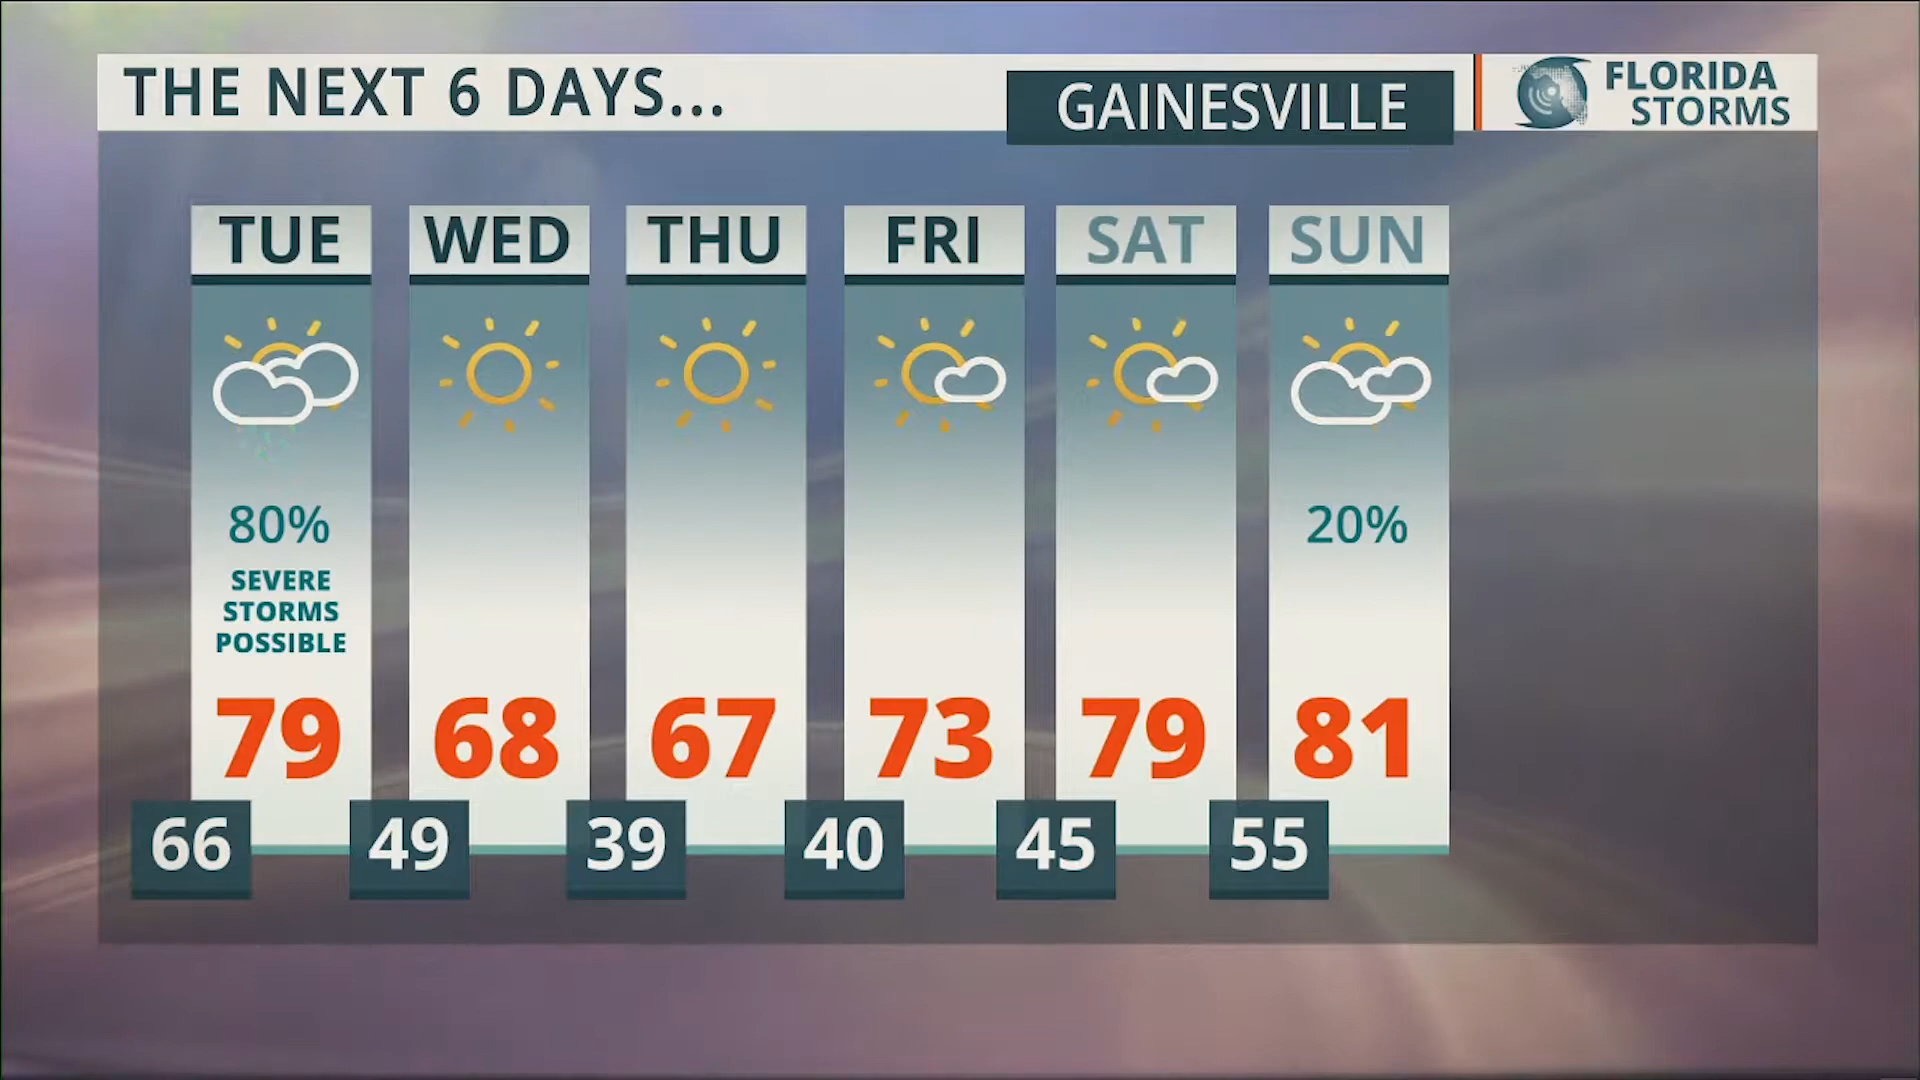 THE NEXT 6 DAYS...
GAINESVILLE
FLORIDA
STORMS
TUE WED THU FRI SAT SUN
80% 20%
SEVERE
STORMS
POSSIBLE
79 68 67 73 79 81
66 49 39 40 45 55